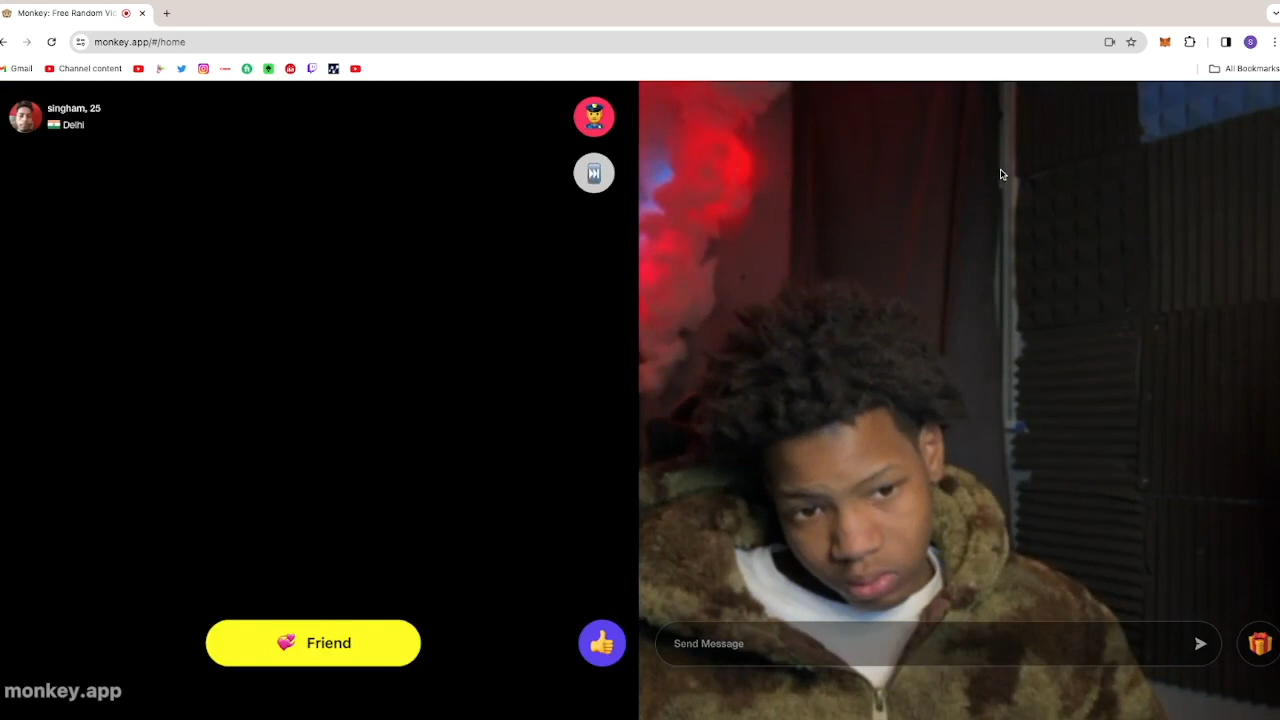 Monkey: Free Random Vic
monkey.app/#/home
Gmail
Channel content
All Bookmarks
singham, 25
Delhi
Friend
Send Message
monkey.app